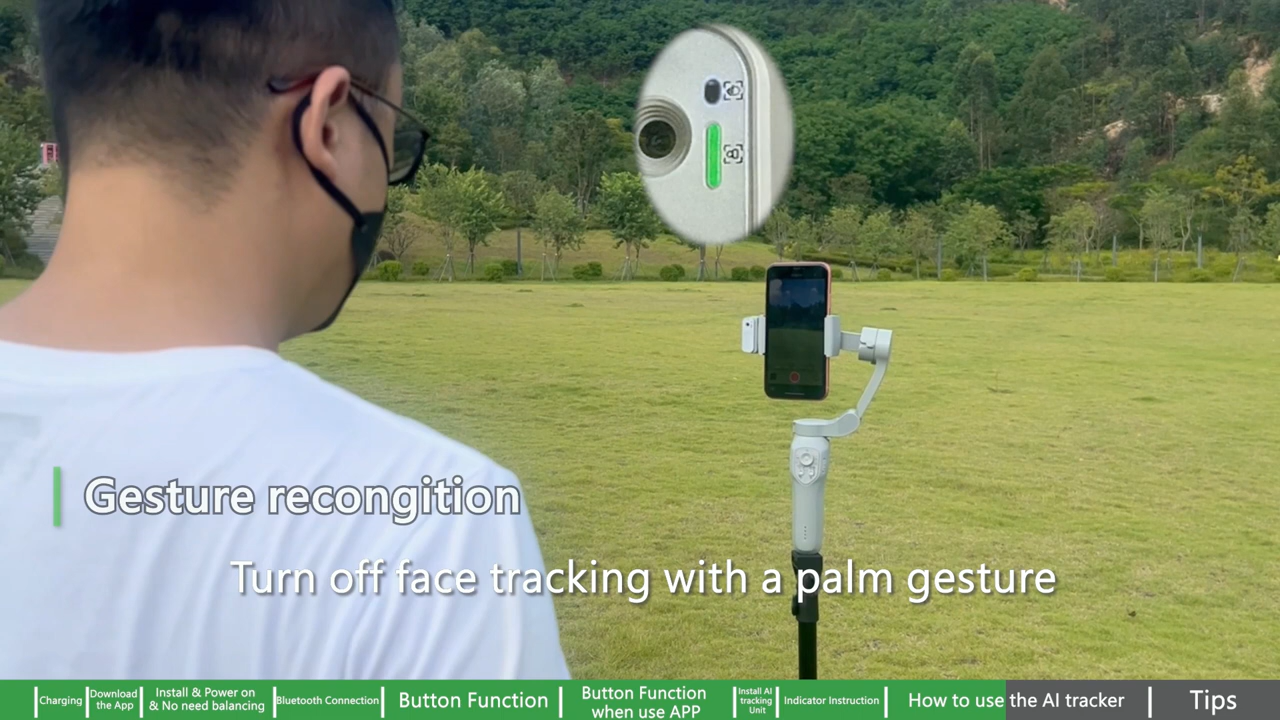 Gesture recongition
Turn off face tracking with a palm gesture
Charging
Download
the App
Install & Power on
& No need balancing
Bluetooth Connection
Button Function
Button Function
when use APP
Install AI
tracking
Unit
Indicator Instruction
How to use the AI tracker
Tips